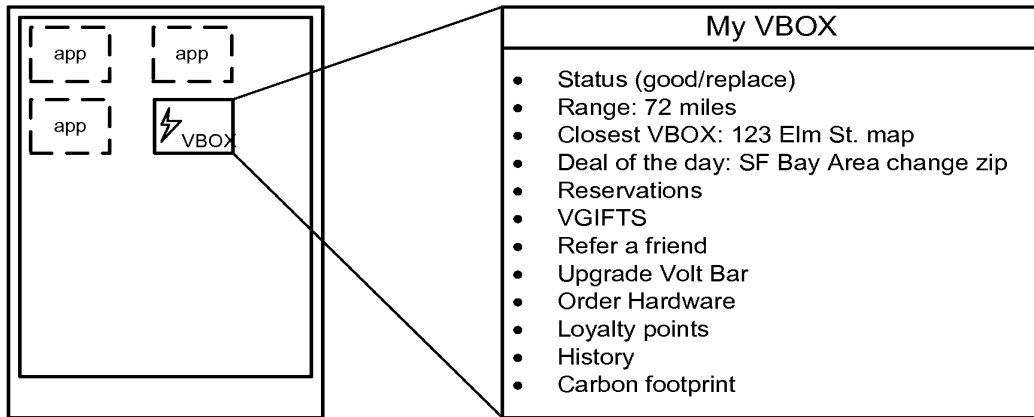 app
app
app
VBOX
My VBOX
• Status (good/replace)
• Range: 72 miles
• Closest VBOX: 123 Elm St. map
• Deal of the day: SF Bay Area change zip
• Reservations
• VGIFTS
• Refer a friend
• Upgrade Volt Bar
• Order Hardware
• Loyalty points
• History
• Carbon footprint